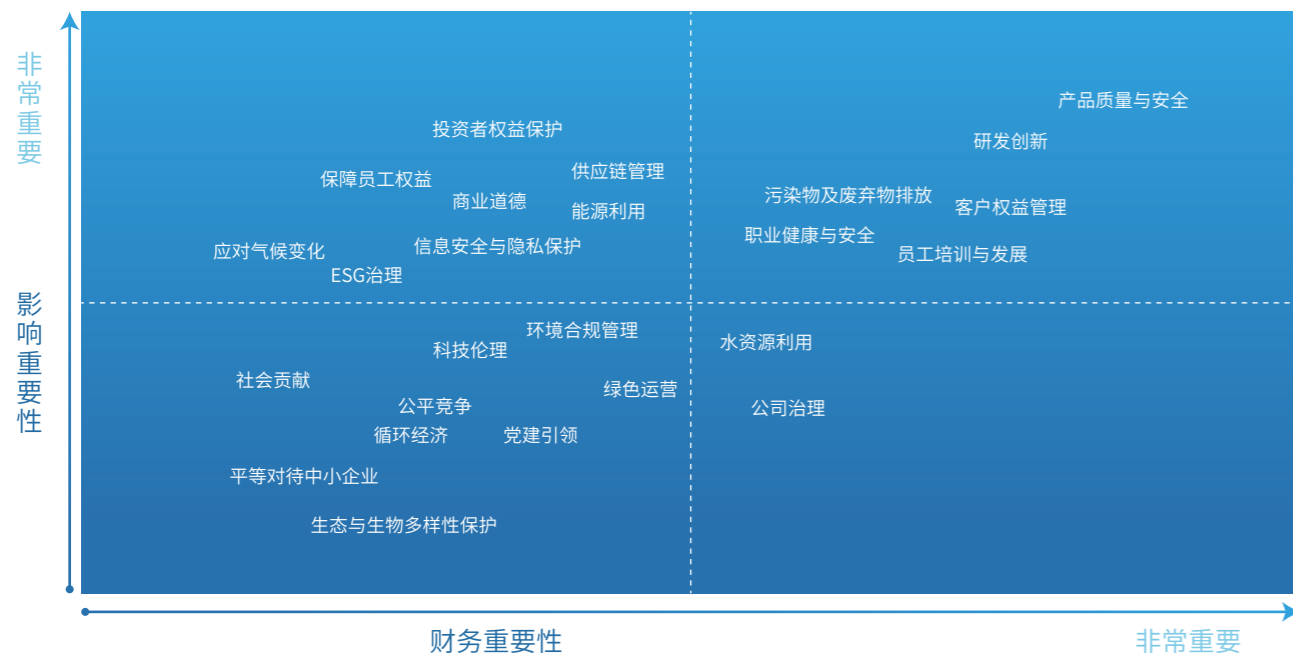 非常重要
影响重要性
产品质量与安全
投资者权益保护
研发创新
供应链管理
保障员工权益
污染物及废弃物排放
商业道德
客户权益管理
能源利用
职业健康与安全
信息安全与隐私保护
应对气候变化
员工培训与发展
ESG治理
环境合规管理
水资源利用
科技伦理
社会贡献
绿色运营
公平竞争
公司治理
循环经济
党建引领
平等对待中小企业
生态与生物多样性保护
财务重要性
非常重要